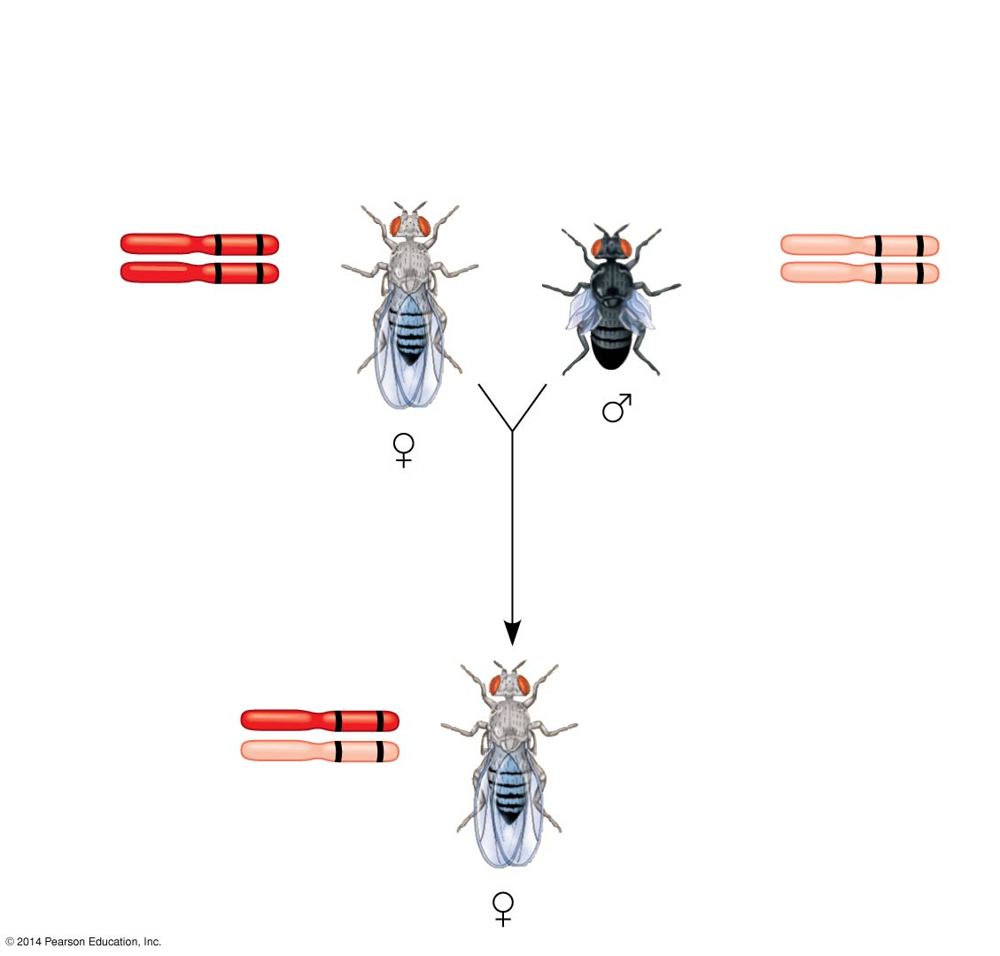 ♀
♂
♀
© 2014 Pearson Education, Inc.